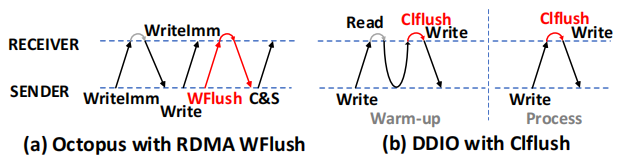 WriteImm
Read
Clflush
Write
Clflush
Write
RECEIVER
SENDER
WriteImm
Write
WFlush
C&S
Write
Warm-up
Write
Process
(a) Octopus with RDMA WFlush
(b) DDIO with Clflush